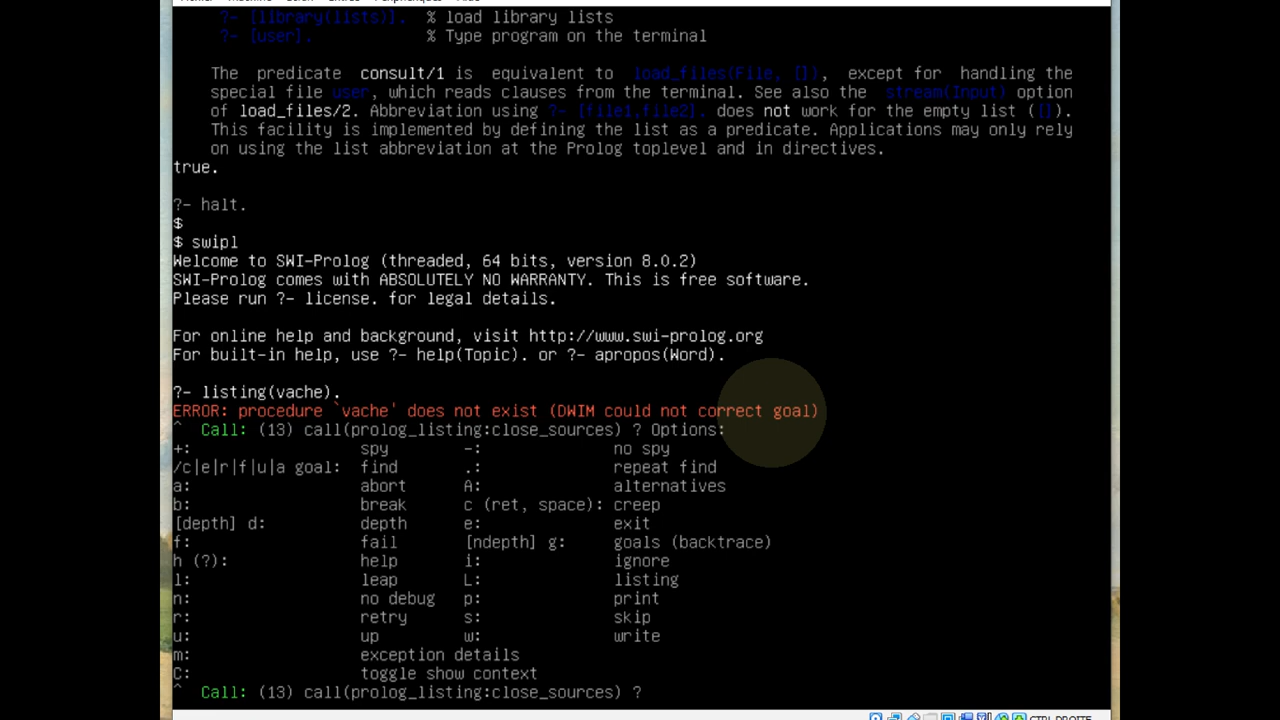 ?- [library(lists)].   % load library lists
?- [user].             % Type program on the terminal
The predicate consult/1 is equivalent to load_files(File, []), except for handling the
special file user, which reads clauses from the terminal. See also the stream(Input) option
of load_files/2. Abbreviation using ?- [file1,file2]. does not work for the empty list ([]).
This facility is implemented by defining the list as a predicate. Applications may only rely
on using the list abbreviation at the Prolog toplevel and in directives.
true.
?- halt.
$
$ swipl
Welcome to SWI-Prolog (threaded, 64 bits, version 8.0.2)
SWI-Prolog comes with ABSOLUTELY NO WARRANTY. This is free software.
Please run ?- license. for legal details.
For online help and background, visit http://www.swi-prolog.org
For built-in help, use ?- help(Topic). or ?- apropos(Word).
?- listing(vache).
ERROR: procedure `vache' does not exist (DWIM could not correct goal)
^  Call: (13) call(prolog_listing:close_sources) ? Options:
+:                  spy        -:              no spy
/c|e|r|f|u|a goal:  find       .:              repeat find
a:                  abort      A:              alternatives
b:                  break      c (ret, space): creep
[depth] d:          depth      e:              exit
f:                  fail       [ndepth] g:     goals (backtrace)
h (?):              help       i:              ignore
l:                  leap       L:              listing
n:                  no debug   p:              print
r:                  retry      s:              skip
u:                  up         w:              write
m:                  exception details
C:                  toggle show context
^  Call: (13) call(prolog_listing:close_sources) ?
CTRL DROITE